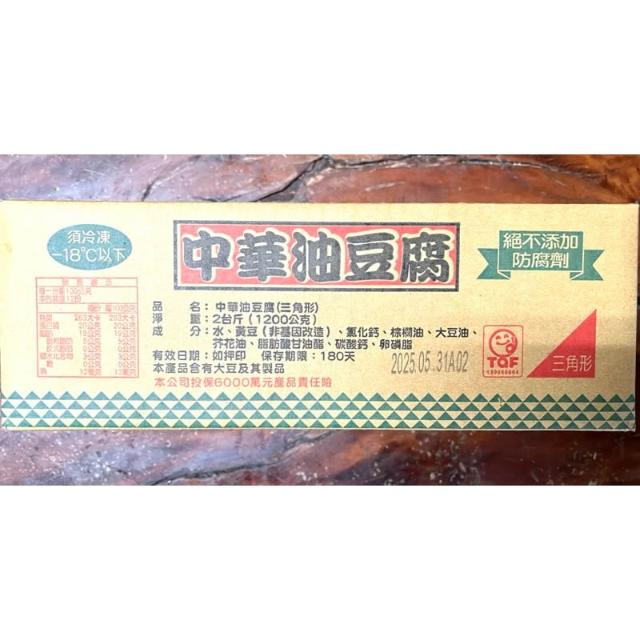 須冷凍
-18°C以下
中華油豆腐
絕不添加
防腐劑
品 名：中華油豆腐(三角形)
淨 重：2台斤(1200公克)
成 分：水、黃豆(非基因改造)、氯化鈣、棕櫚油、大豆油、
芥花油、脂肪酸甘油酯、碳酸鈣、卵磷脂
有效日期：如押印 保存期限：180天
2025.05.31A02
本產品含有大豆及其製品
本公司投保6000萬元產品責任險
TQF
三角形